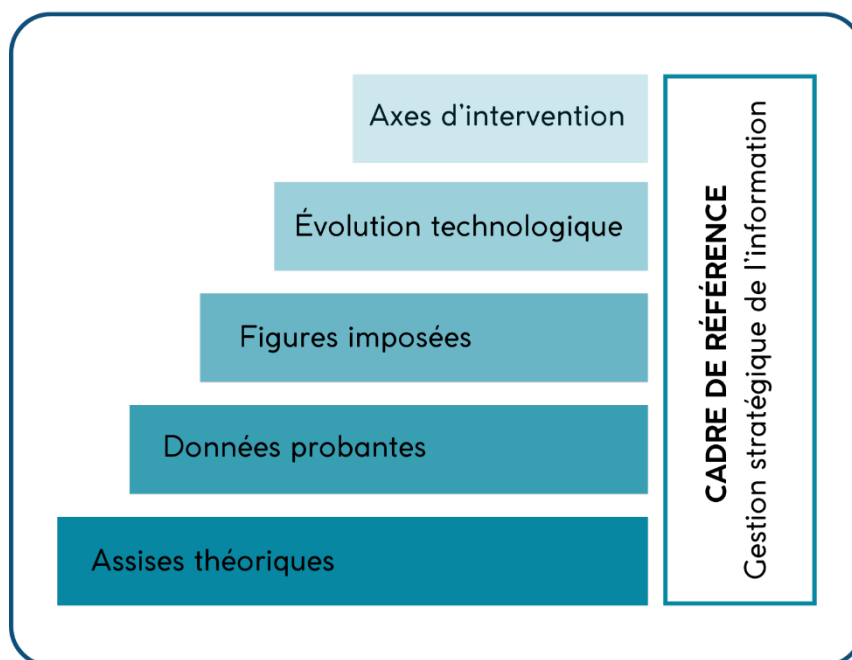 Axes d'intervention
Évolution technologique
Figures imposées
Données probantes
Assises théoriques
CADRE DE RÉFÉRENCE
Gestion stratégique de l'information